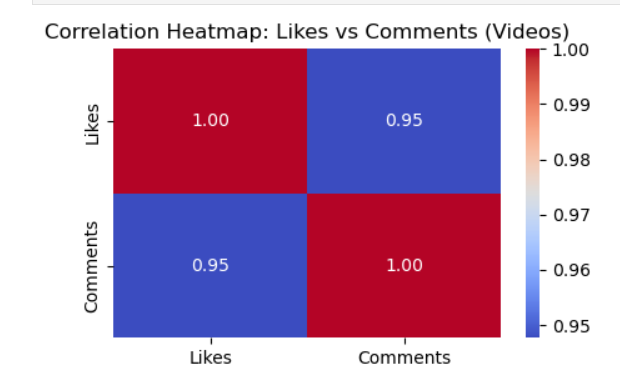 Correlation Heatmap: Likes vs Comments (Videos)
1.00
0.99
0.98
0.97
0.96
0.95
Likes
1.00 0.95
Comments
0.95 1.00
Likes Comments